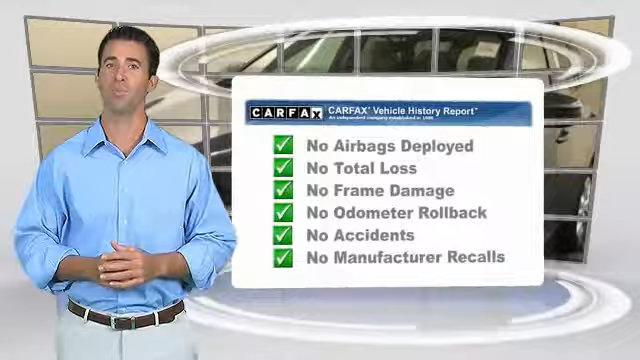 CARFAX CARFAX® Vehicle History Report™
An independent company established in 1986
No Airbags Deployed
No Total Loss
No Frame Damage
No Odometer Rollback
No Accidents
No Manufacturer Recalls